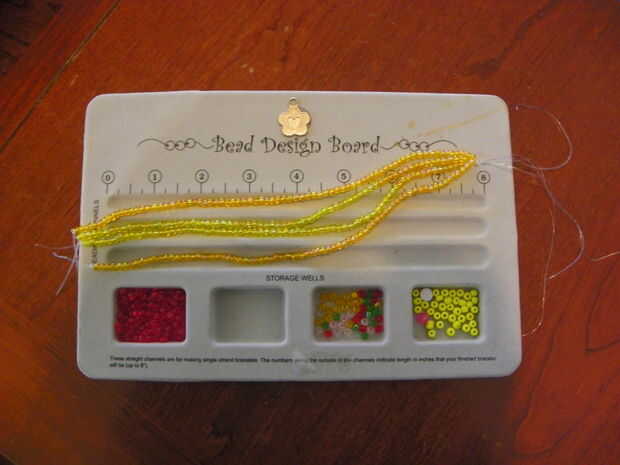 Bead Design Board
0 1 2 3 4 5 6 7 8
STORAGE WELLS
These straight channels are for making single strand bracelets. The numbers along the outside of the channels indicate length in inches that your finished bracelet
will be (up to 8").